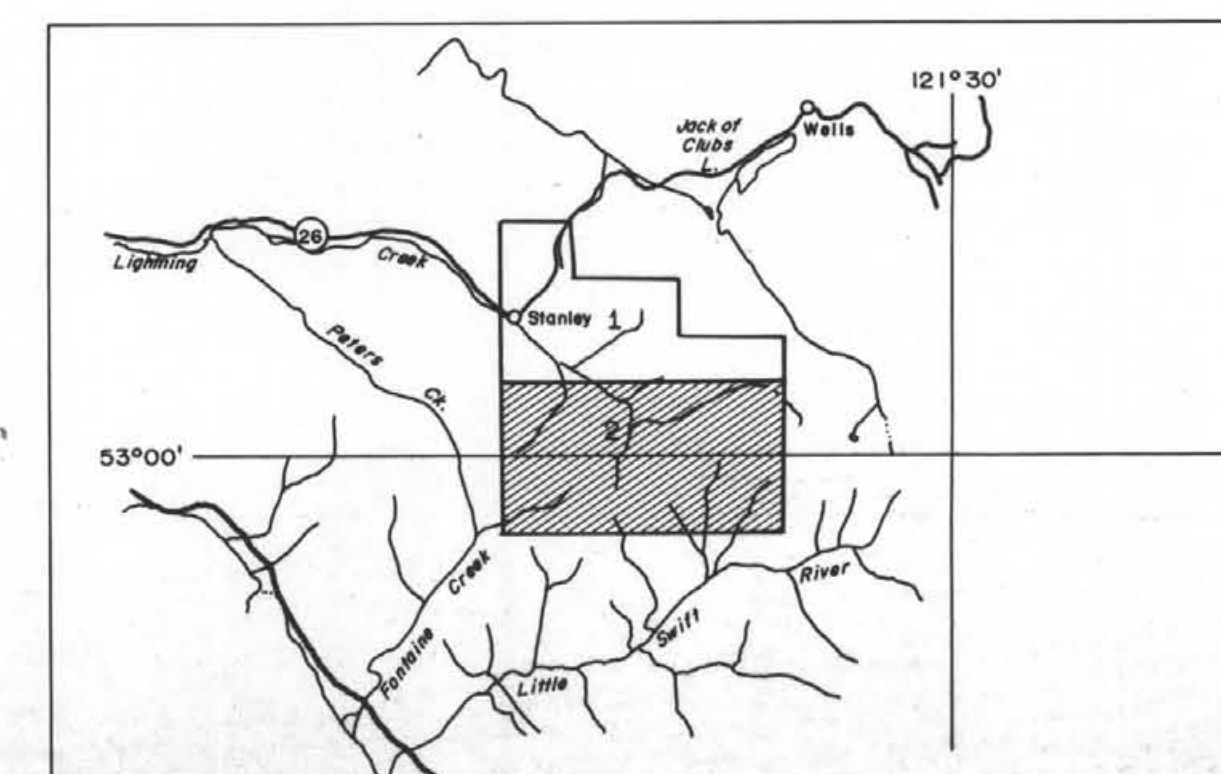 121° 30'
Jack of
Clubs
L.
Wells
26
Lighming
Creek
Stanley
1
Peters
Ck.
2
53° 00'
Creek
River
Fontaine
Swift
Little